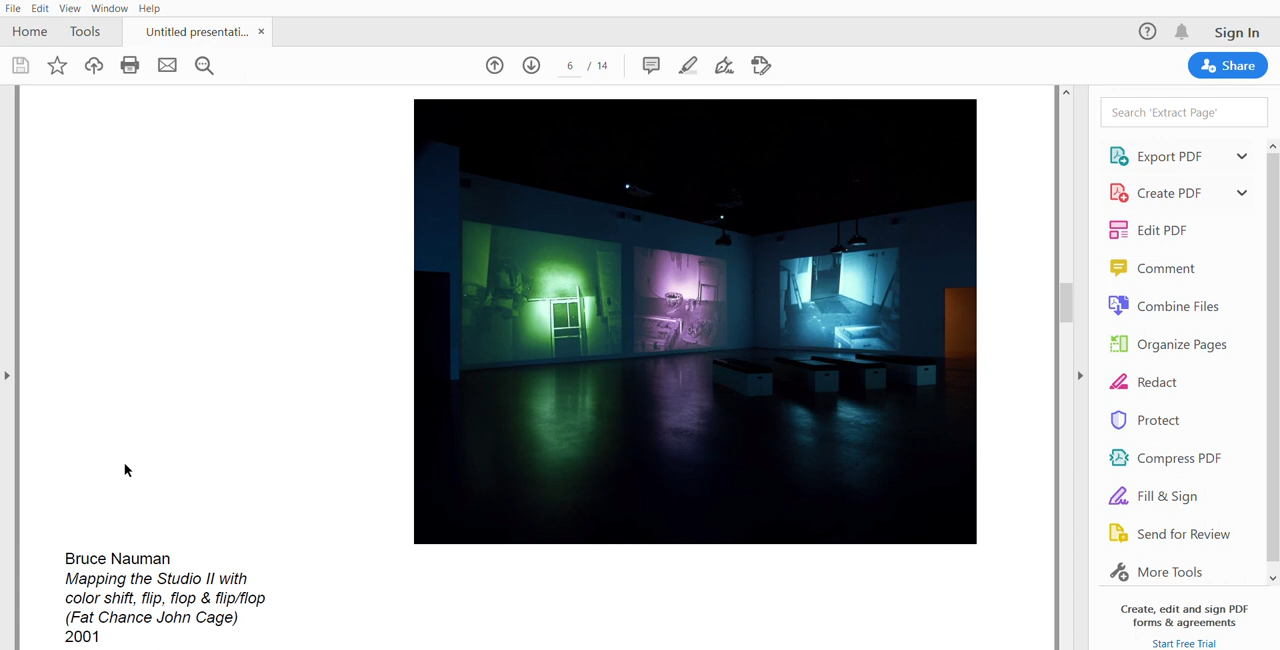 File Edit View Window Help
Home Tools Untitled presentati... ×
? Sign In
6 / 14
Share
Search 'Extract Page'
Export PDF
Create PDF
Edit PDF
Comment
Combine Files
Organize Pages
Redact
Protect
Compress PDF
Fill & Sign
Send for Review
More Tools
Create, edit and sign PDF
forms & agreements
Start Free Trial
Bruce Nauman
Mapping the Studio II with
color shift, flip, flop & flip/flop
(Fat Chance John Cage)
2001